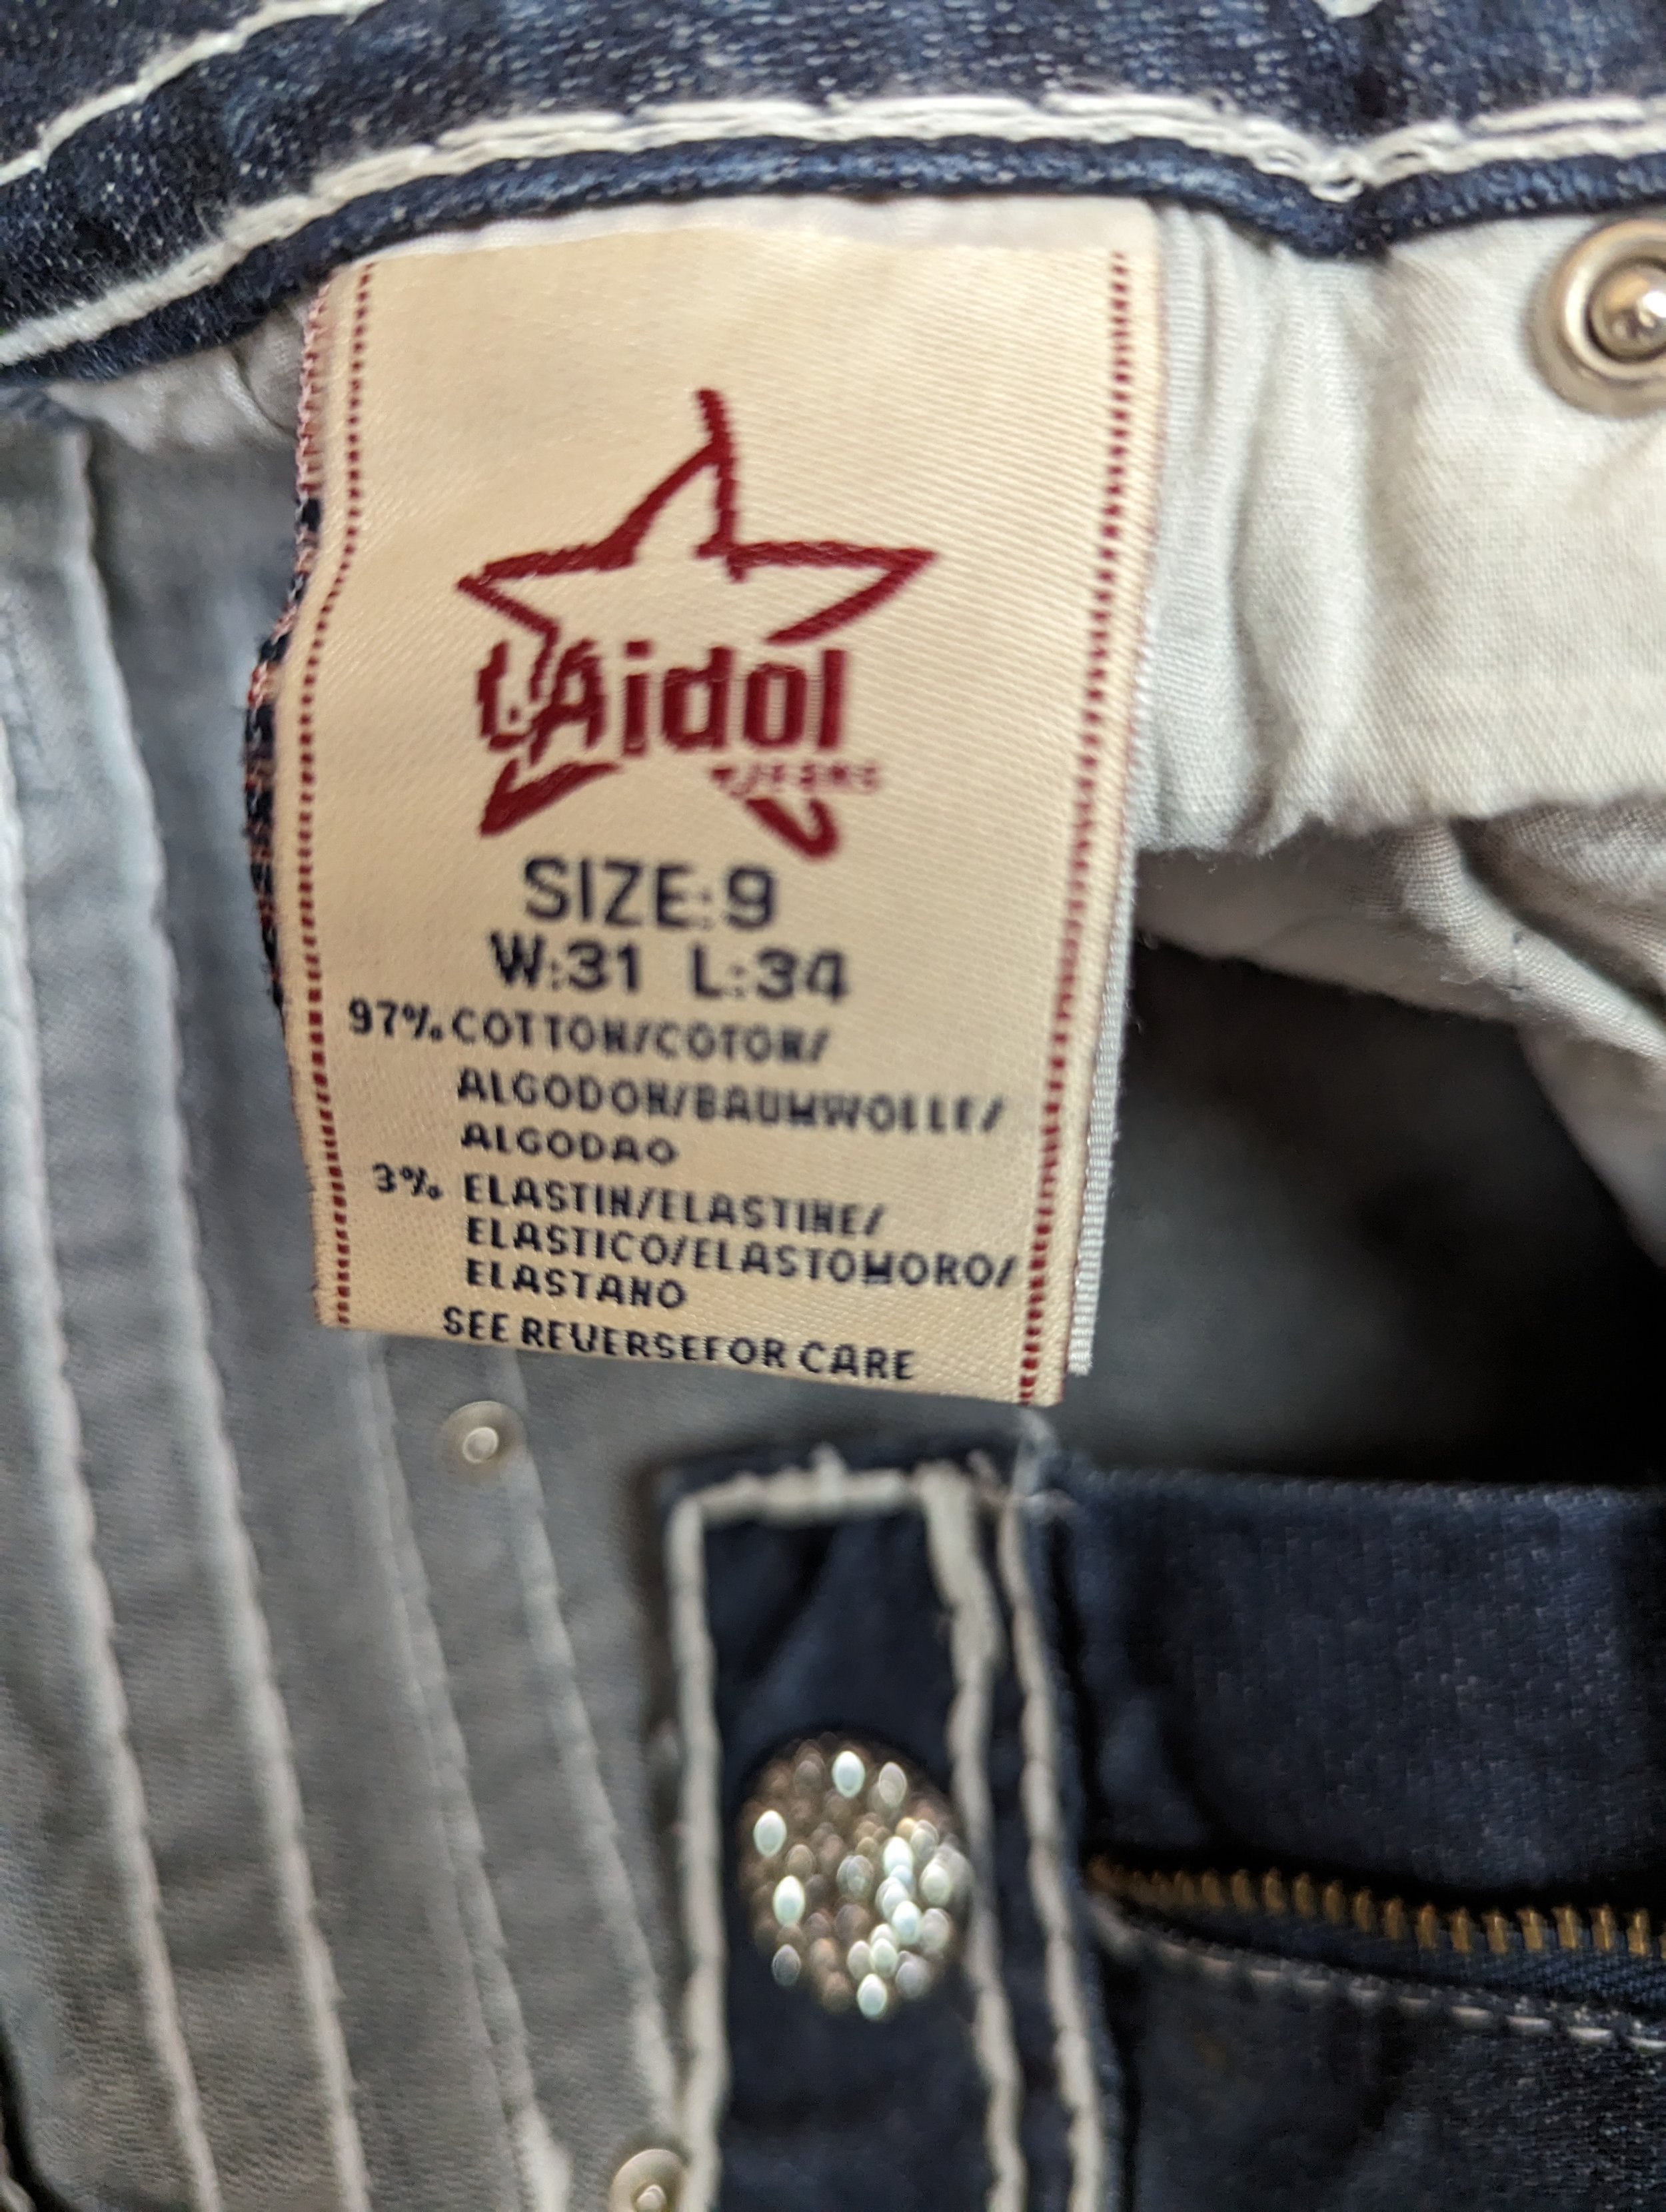 L.A.idol
JEANS
SIZE:9
W:31 L:34
97% COTTON/COTON/
ALGODON/BAUMWOLLE/
ALGODAO
3% ELASTIN/ELASTINE/
ELASTICO/ELASTOMORO/
ELASTANO
SEE REVERSEFOR CARE